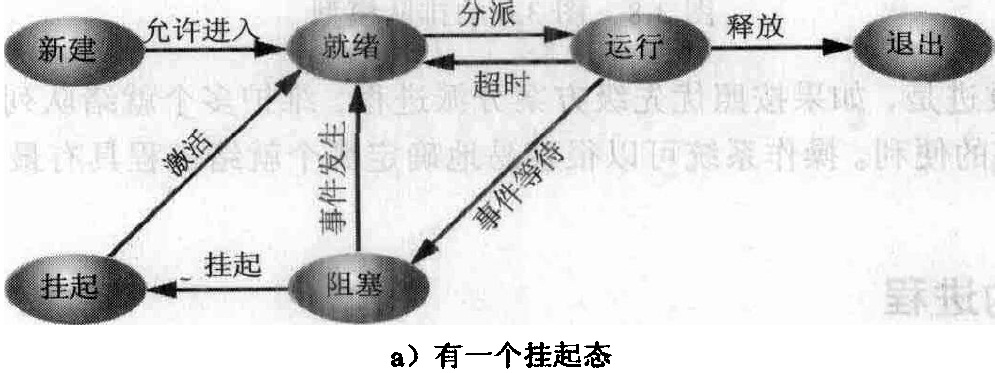 新建
允许进入
就绪
分派
运行
释放
退出
超时
激活
事件发生
事件等待
挂起
挂起
阻塞
a）有一个挂起态